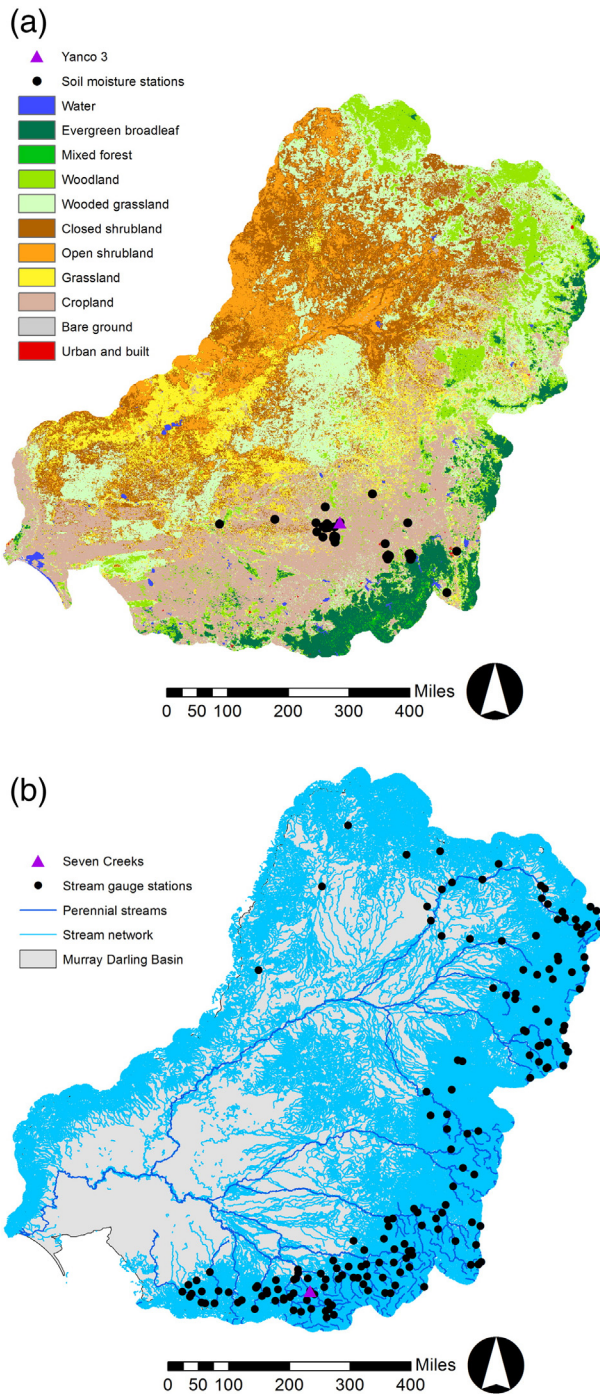 (a)
Yanco 3
Soil moisture stations
Water
Evergreen broadleaf
Mixed forest
Woodland
Wooded grassland
Closed shrubland
Open shrubland
Grassland
Cropland
Bare ground
Urban and built
Miles
0 50 100 200 300 400
(b)
Seven Creeks
Stream gauge stations
Perennial streams
Stream network
Murray Darling Basin
Miles
0 50 100 200 300 400